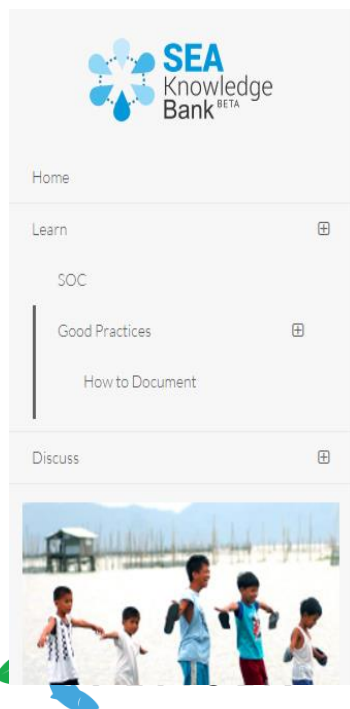 SEA
Knowledge
Bank BETA
Home
Learn
SOC
Good Practices
How to Document
Discuss